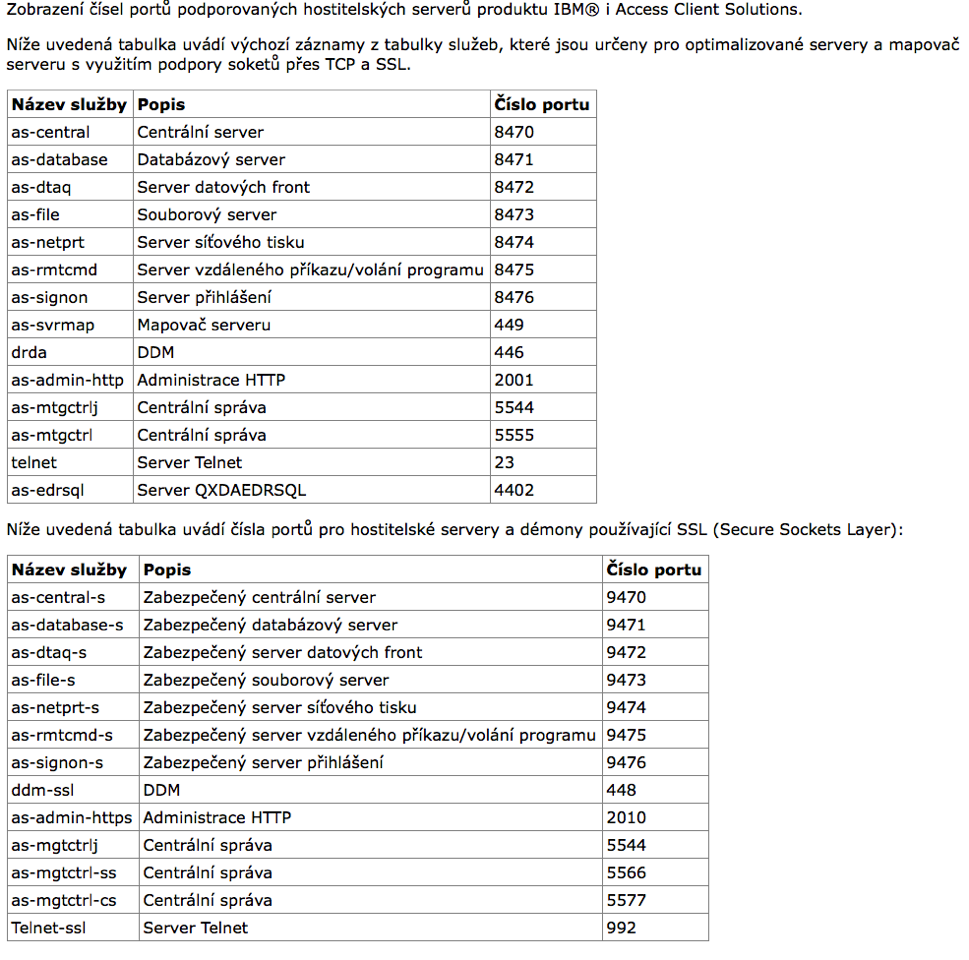 Zobrazení čísel portů podporovaných hostitelských serverů produktu IBM® i Access Client Solutions.
Níže uvedená tabulka uvádí výchozí záznamy z tabulky služeb, které jsou určeny pro optimalizované servery a mapovač
serveru s využitím podpory soketů přes TCP a SSL.
Název služby Popis Číslo portu
as-central Centrální server 8470
as-database Databázový server 8471
as-dtaq Server datových front 8472
as-file Souborový server 8473
as-netprt Server síťového tisku 8474
as-rmtcmd Server vzdáleného příkazu/volání programu 8475
as-signon Server přihlášení 8476
as-svrmap Mapovač serveru 449
drda DDM 446
as-admin-http Administrace HTTP 2001
as-mtgctrlj Centrální správa 5544
as-mtgctrl Centrální správa 5555
telnet Server Telnet 23
as-edrsql Server QXDAEDRSQL 4402
Níže uvedená tabulka uvádí čísla portů pro hostitelské servery a démony používající SSL (Secure Sockets Layer):
Název služby Popis Číslo portu
as-central-s Zabezpečený centrální server 9470
as-database-s Zabezpečený databázový server 9471
as-dtaq-s Zabezpečený server datových front 9472
as-file-s Zabezpečený souborový server 9473
as-netprt-s Zabezpečený server síťového tisku 9474
as-rmtcmd-s Zabezpečený server vzdáleného příkazu/volání programu 9475
as-signon-s Zabezpečený server přihlášení 9476
ddm-ssl DDM 448
as-admin-https Administrace HTTP 2010
as-mgtctrlj Centrální správa 5544
as-mgtctrl-ss Centrální správa 5566
as-mgtctrl-cs Centrální správa 5577
Telnet-ssl Server Telnet 992